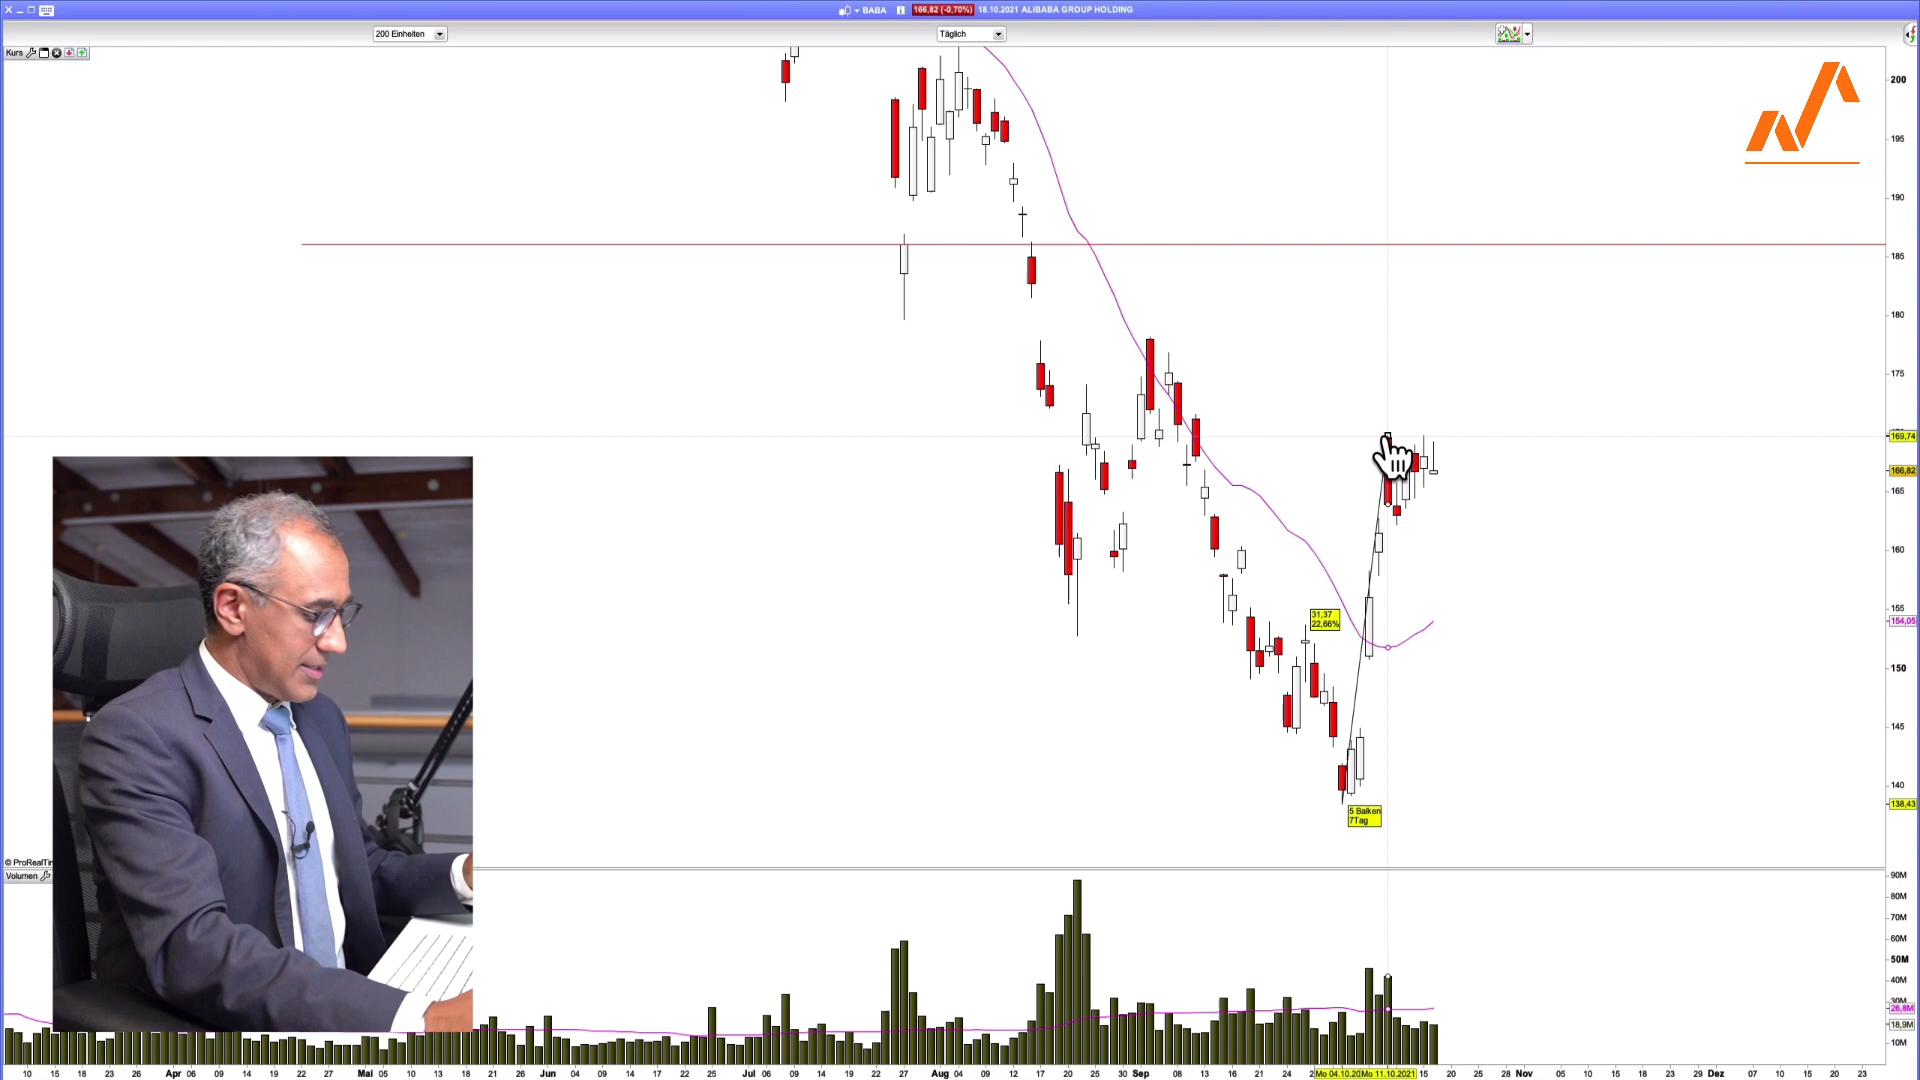 BABA 166,82 (-0,70%) 18.10.2021 ALIBABA GROUP HOLDING
200 Einheiten
Täglich
Kurs
200
195
190
185
180
175
169,74
166,82
165
160
155
154,05
150
145
140
138,43
31,37
22,66%
5 Balken
7Tag
© ProRealTi
Volumen
90M
80M
70M
60M
50M
40M
30M
26,8M
18,9M
10M
10 15 18 23 26 Apr 06 09 14 19 22 27 Mai 05 10 13 18 21 26 Jun 04 09 14 17 22 25 Jul 06 09 14 19 22 27 Aug 04 09 12 17 20 25 30 Sep 08 13 16 21 24 Mo 04.10.20 Mo 11.10.2021 15 20 25 28 Nov 05 10 15 18 23 29 Dez 07 10 15 20 23